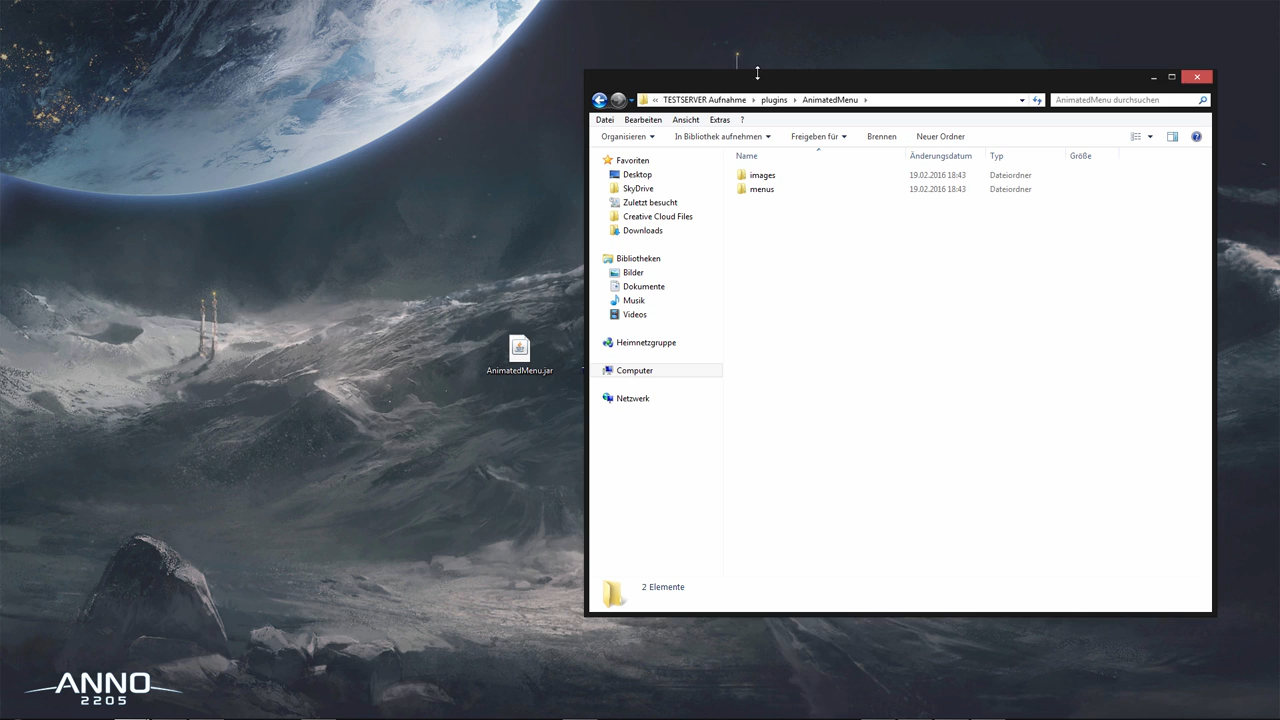 « TESTSERVER Aufnahme plugins AnimatedMenu AnimatedMenu durchsuchen
Datei Bearbeiten Ansicht Extras ?
Organisieren In Bibliothek aufnehmen Freigeben für Brennen Neuer Ordner
Name Änderungsdatum Typ Größe
images 19.02.2016 18:43 Dateiordner
menus 19.02.2016 18:43 Dateiordner
Favoriten
Desktop
SkyDrive
Zuletzt besucht
Creative Cloud Files
Downloads
Bibliotheken
Bilder
Dokumente
Musik
Videos
Heimnetzgruppe
Computer
Netzwerk
2 Elemente
AnimatedMenu.jar
ANNO
2205